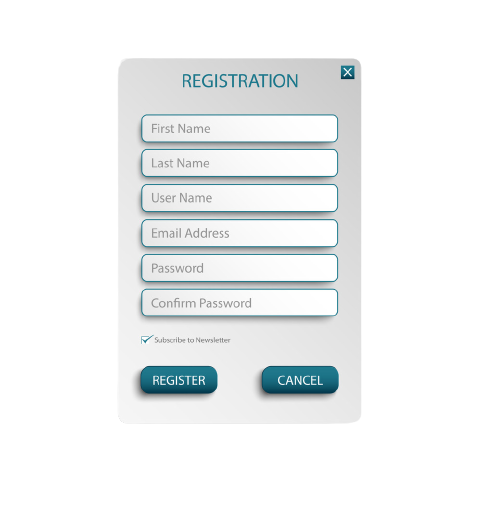 REGISTRATION
First Name
Last Name
User Name
Email Address
Password
Confirm Password
Subscribe to Newsletter
REGISTER
CANCEL